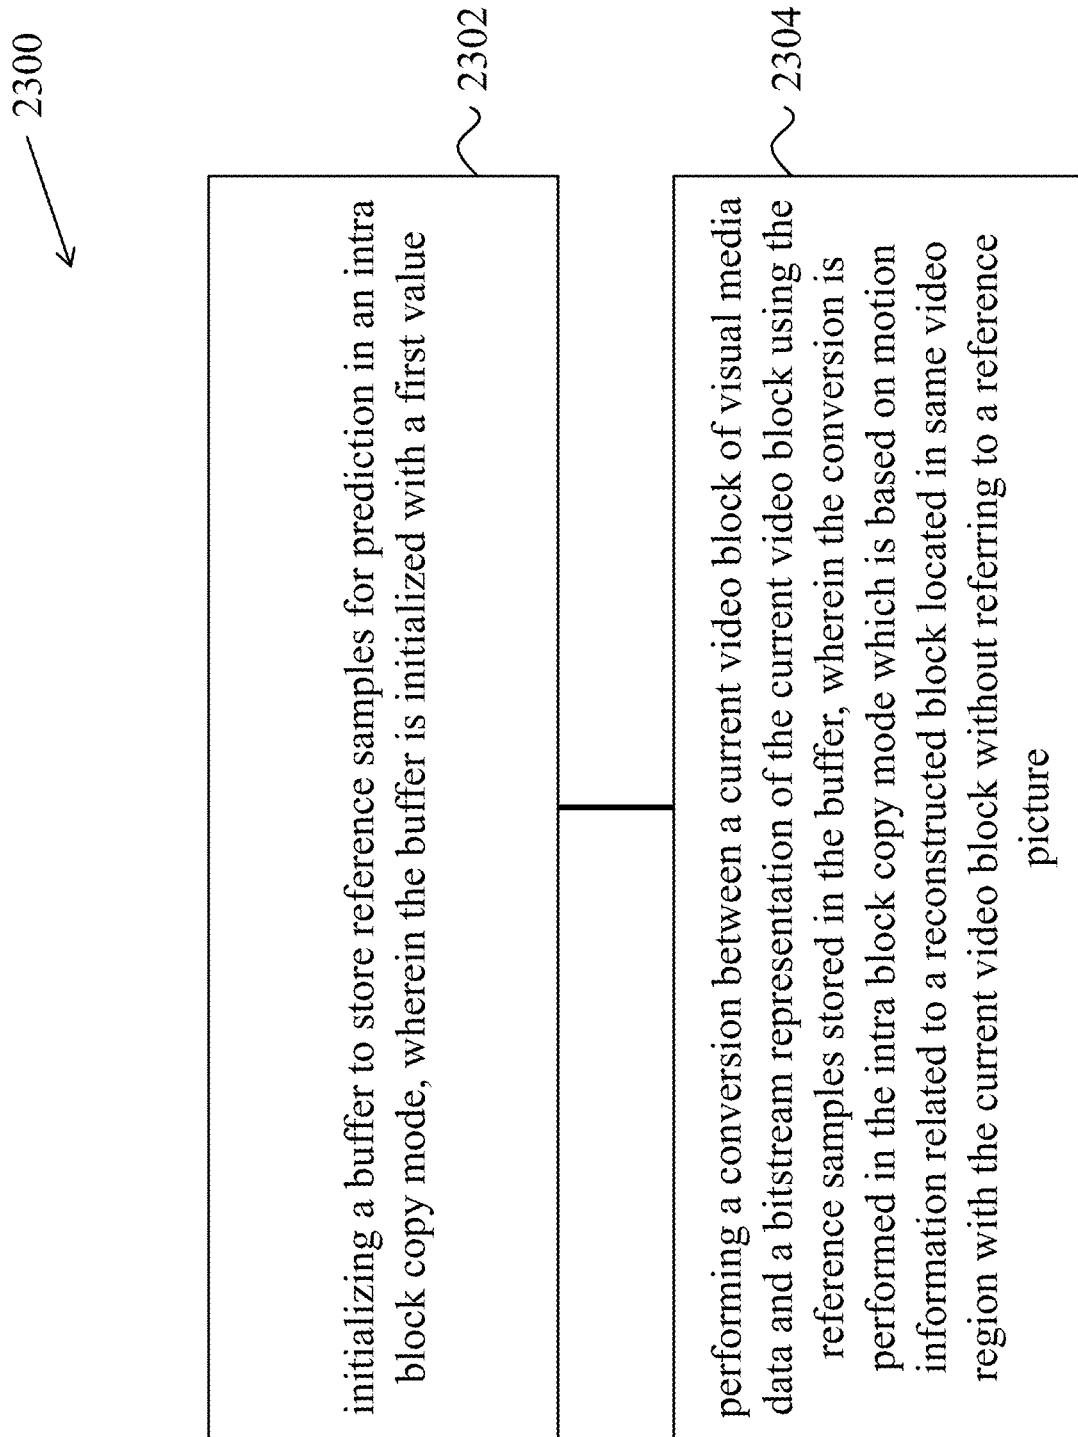 2300
initializing a buffer to store reference samples for prediction in an intra
block copy mode, wherein the buffer is initialized with a first value
2302
performing a conversion between a current video block of visual media
data and a bitstream representation of the current video block using the
reference samples stored in the buffer, wherein the conversion is
performed in the intra block copy mode which is based on motion
information related to a reconstructed block located in same video
region with the current video block without referring to a reference
picture
2304